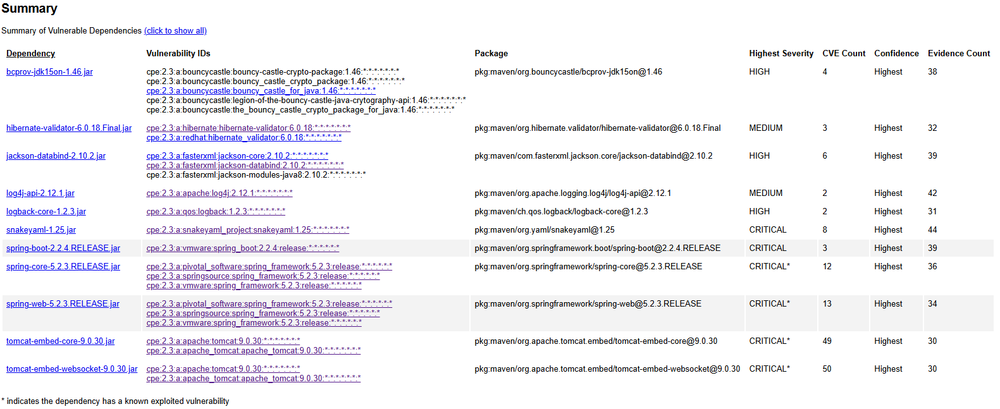 Summary
Summary of Vulnerable Dependencies (click to show all)
Dependency Vulnerability IDs Package Highest Severity CVE Count Confidence Evidence Count
bcprov-jdk15on-1.46.jar cpe:2.3:a:bouncycastle:bouncy-castle-crypto-package:1.46:*:*:*:*:*:*:* pkg:maven/org.bouncycastle/bcprov-jdk15on@1.46 HIGH 4 Highest 38
cpe:2.3:a:bouncycastle:bouncy_castle_crypto_package:1.46:*:*:*:*:*:*:*
cpe:2.3:a:bouncycastle:bouncy_castle_for_java:1.46:*:*:*:*:*:*:*
cpe:2.3:a:bouncycastle:legion-of-the-bouncy-castle-java-crytography-api:1.46:*:*:*:*:*:*:*
cpe:2.3:a:bouncycastle:the_bouncy_castle_crypto_package_for_java:1.46:*:*:*:*:*:*:*
hibernate-validator-6.0.18.Final.jar cpe:2.3:a:hibernate:hibernate-validator:6.0.18:*:*:*:*:*:*:* pkg:maven/org.hibernate.validator/hibernate-validator@6.0.18.Final MEDIUM 3 Highest 32
cpe:2.3:a:redhat:hibernate_validator:6.0.18:*:*:*:*:*:*:*
jackson-databind-2.10.2.jar cpe:2.3:a:fasterxml:jackson-core:2.10.2:*:*:*:*:*:*:* pkg:maven/com.fasterxml.jackson.core/jackson-databind@2.10.2 HIGH 6 Highest 39
cpe:2.3:a:fasterxml:jackson-databind:2.10.2:*:*:*:*:*:*:*
cpe:2.3:a:fasterxml:jackson-modules-java8:2.10.2:*:*:*:*:*:*:*
log4j-api-2.12.1.jar cpe:2.3:a:apache:log4j:2.12.1:*:*:*:*:*:*:* pkg:maven/org.apache.logging.log4j/log4j-api@2.12.1 MEDIUM 2 Highest 42
logback-core-1.2.3.jar cpe:2.3:a:qos:logback:1.2.3:*:*:*:*:*:*:* pkg:maven/ch.qos.logback/logback-core@1.2.3 HIGH 2 Highest 31
snakeyaml-1.25.jar cpe:2.3:a:snakeyaml_project:snakeyaml:1.25:*:*:*:*:*:*:* pkg:maven/org.yaml/snakeyaml@1.25 CRITICAL 8 Highest 44
spring-boot-2.2.4.RELEASE.jar cpe:2.3:a:vmware:spring_boot:2.2.4:release:*:*:*:*:*:* pkg:maven/org.springframework.boot/spring-boot@2.2.4.RELEASE CRITICAL 3 Highest 39
spring-core-5.2.3.RELEASE.jar cpe:2.3:a:pivotal_software:spring_framework:5.2.3:release:*:*:*:*:*:* pkg:maven/org.springframework/spring-core@5.2.3.RELEASE CRITICAL* 12 Highest 36
cpe:2.3:a:springsource:spring_framework:5.2.3:release:*:*:*:*:*:*
cpe:2.3:a:vmware:spring_framework:5.2.3:release:*:*:*:*:*:*
spring-web-5.2.3.RELEASE.jar cpe:2.3:a:pivotal_software:spring_framework:5.2.3:release:*:*:*:*:*:* pkg:maven/org.springframework/spring-web@5.2.3.RELEASE CRITICAL* 13 Highest 34
cpe:2.3:a:springsource:spring_framework:5.2.3:release:*:*:*:*:*:*
cpe:2.3:a:vmware:spring_framework:5.2.3:release:*:*:*:*:*:*
tomcat-embed-core-9.0.30.jar cpe:2.3:a:apache:tomcat:9.0.30:*:*:*:*:*:*:* pkg:maven/org.apache.tomcat.embed/tomcat-embed-core@9.0.30 CRITICAL* 49 Highest 30
cpe:2.3:a:apache_tomcat:apache_tomcat:9.0.30:*:*:*:*:*:*:*
tomcat-embed-websocket-9.0.30.jar cpe:2.3:a:apache:tomcat:9.0.30:*:*:*:*:*:*:* pkg:maven/org.apache.tomcat.embed/tomcat-embed-websocket@9.0.30 CRITICAL* 50 Highest 30
cpe:2.3:a:apache_tomcat:apache_tomcat:9.0.30:*:*:*:*:*:*:*
* indicates the dependency has a known exploited vulnerability